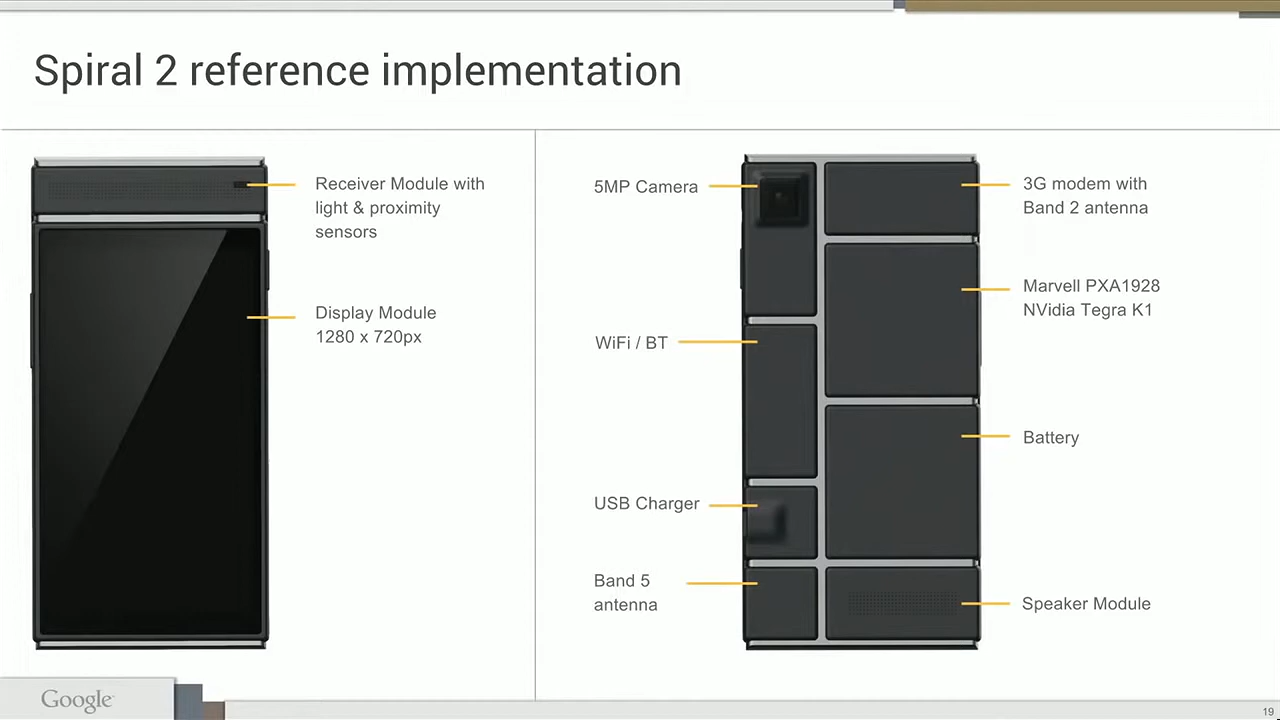 Spiral 2 reference implementation
Receiver Module with
light & proximity
sensors
Display Module
1280 x 720px
5MP Camera
WiFi / BT
USB Charger
Band 5
antenna
3G modem with
Band 2 antenna
Marvell PXA1928
NVidia Tegra K1
Battery
Speaker Module
Google
19